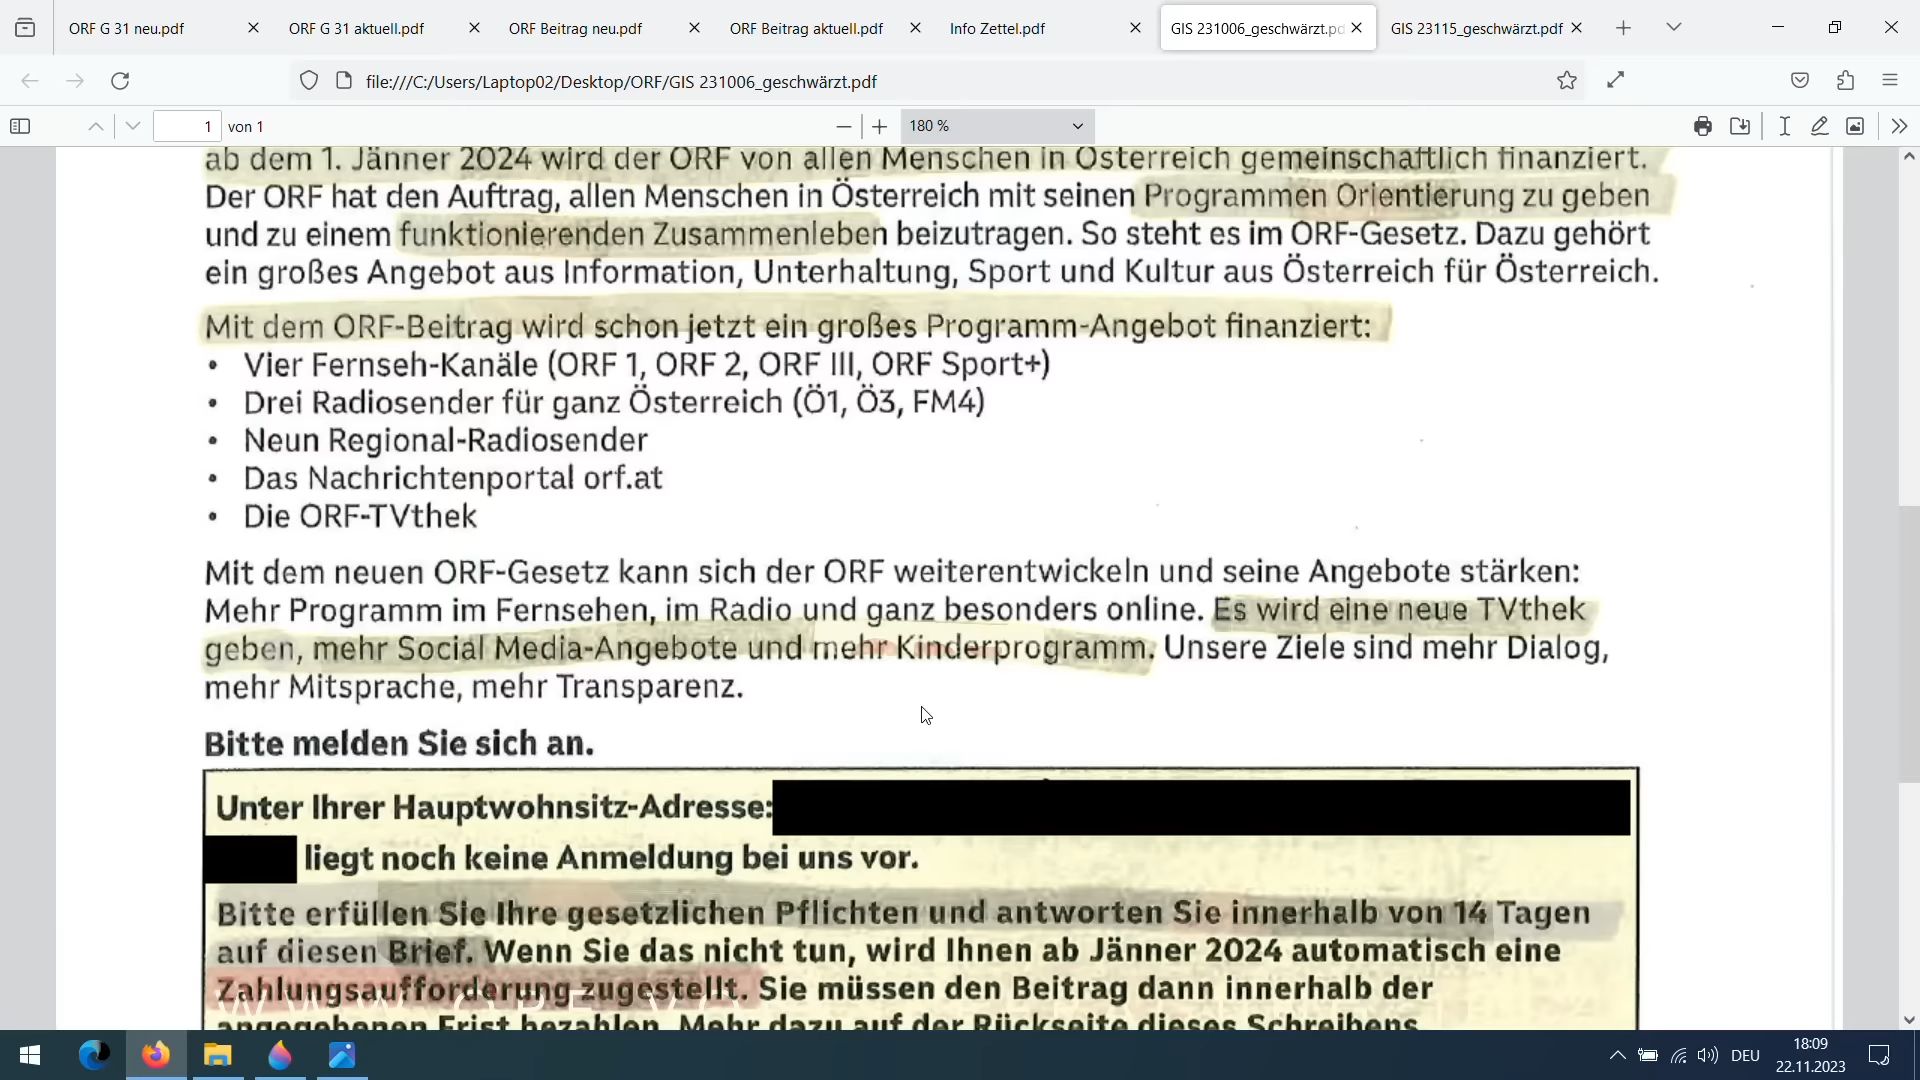 ORF G 31 neu.pdf
ORF G 31 aktuell.pdf
ORF Beitrag neu.pdf
ORF Beitrag aktuell.pdf
Info Zettel.pdf
GIS 231006_geschwärzt.pd
GIS 23115_geschwärzt.pdf
file:///C:/Users/Laptop02/Desktop/ORF/GIS 231006_geschwärzt.pdf
1 von 1
180 %
ab dem 1. Jänner 2024 wird der ORF von allen Menschen in Österreich gemeinschaftlich finanziert.
Der ORF hat den Auftrag, allen Menschen in Österreich mit seinen Programmen Orientierung zu geben
und zu einem funktionierenden Zusammenleben beizutragen. So steht es im ORF-Gesetz. Dazu gehört
ein großes Angebot aus Information, Unterhaltung, Sport und Kultur aus Österreich für Österreich.
Mit dem ORF-Beitrag wird schon jetzt ein großes Programm-Angebot finanziert:
• Vier Fernseh-Kanäle (ORF 1, ORF 2, ORF III, ORF Sport+)
• Drei Radiosender für ganz Österreich (Ö1, Ö3, FM4)
• Neun Regional-Radiosender
• Das Nachrichtenportal orf.at
• Die ORF-TVthek
Mit dem neuen ORF-Gesetz kann sich der ORF weiterentwickeln und seine Angebote stärken:
Mehr Programm im Fernsehen, im Radio und ganz besonders online. Es wird eine neue TVthek
geben, mehr Social Media-Angebote und mehr Kinderprogramm. Unsere Ziele sind mehr Dialog,
mehr Mitsprache, mehr Transparenz.
Bitte melden Sie sich an.
Unter Ihrer Hauptwohnsitz-Adresse:
liegt noch keine Anmeldung bei uns vor.
Bitte erfüllen Sie Ihre gesetzlichen Pflichten und antworten Sie innerhalb von 14 Tagen
auf diesen Brief. Wenn Sie das nicht tun, wird Ihnen ab Jänner 2024 automatisch eine
Zahlungsaufforderung zugestellt. Sie müssen den Beitrag dann innerhalb der
angegebenen Frist bezahlen. Mehr dazu auf der Rückseite dieses Schreibens.
DEU
18:09
22.11.2023